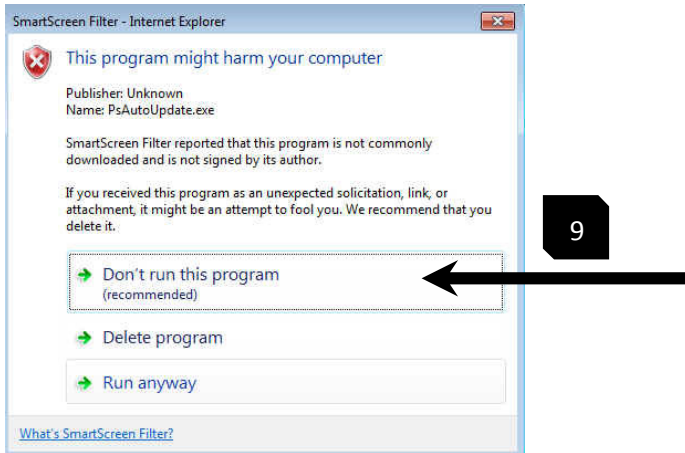 SmartScreen Filter - Internet Explorer
This program might harm your computer
Publisher: Unknown
Name: PsAutoUpdate.exe
SmartScreen Filter reported that this program is not commonly
downloaded and is not signed by its author.
If you received this program as an unexpected solicitation, link, or
attachment, it might be an attempt to fool you. We recommend that you
delete it.
9
Don't run this program
(recommended)
Delete program
Run anyway
What's SmartScreen Filter?